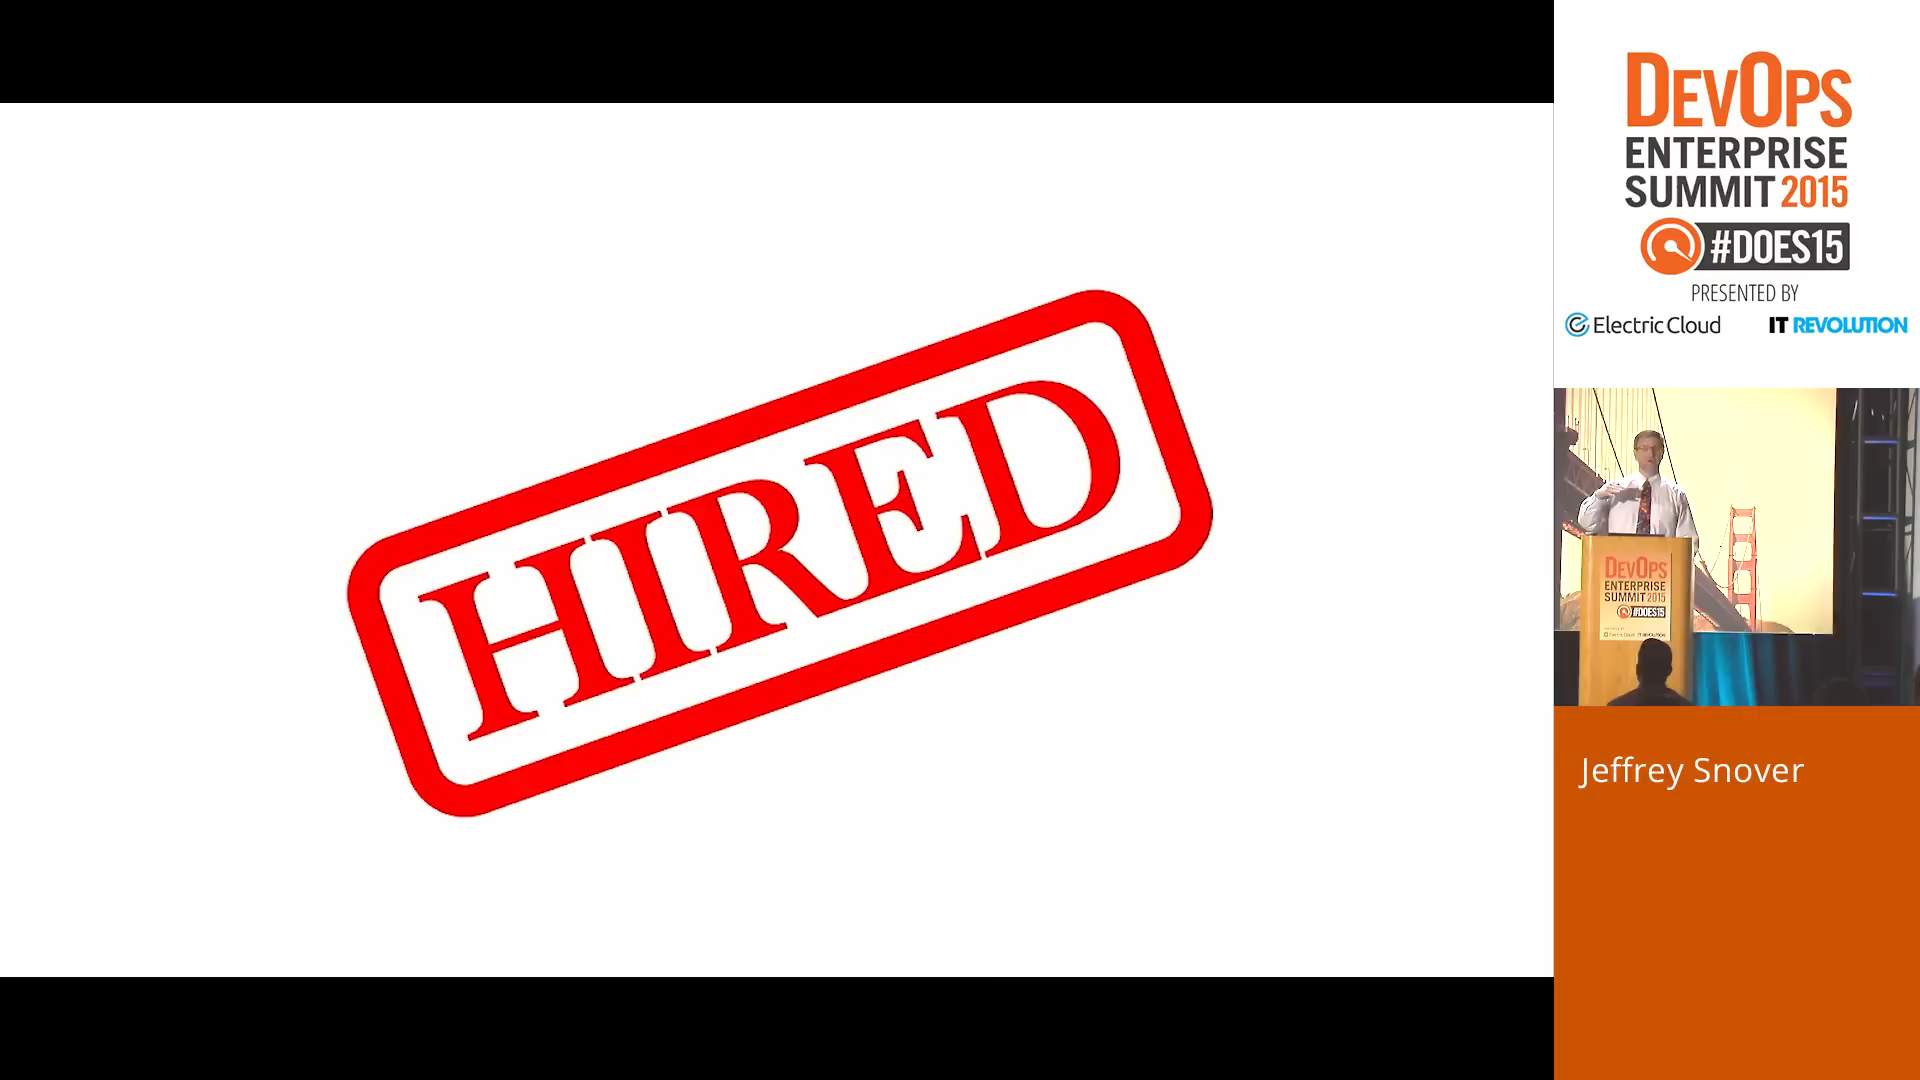 HIRED
DEVOPS
ENTERPRISE
SUMMIT 2015
#DOES15
PRESENTED BY
Electric Cloud IT REVOLUTION
DEVOPS
ENTERPRISE
SUMMIT 2015
#DOES15
Jeffrey Snover